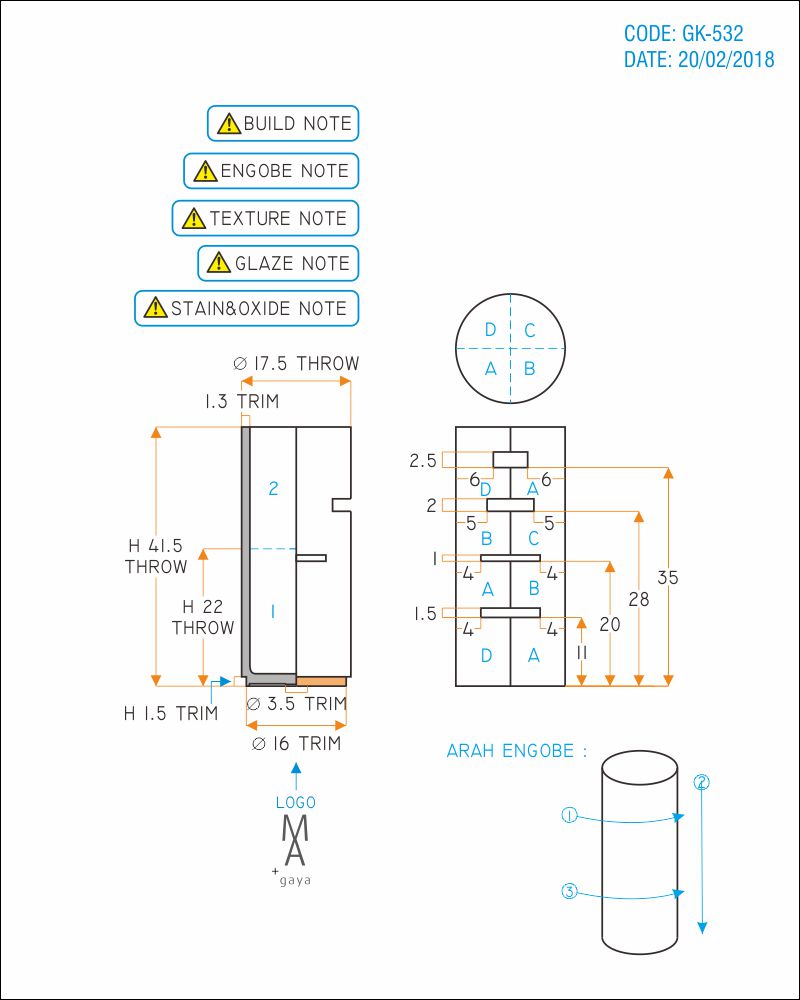 CODE: GK-532
DATE: 20/02/2018
BUILD NOTE
ENGOBE NOTE
TEXTURE NOTE
GLAZE NOTE
STAIN&OXIDE NOTE
D C
A B
Ø 17.5 THROW
1.3 TRIM
2
H 41.5
THROW
H 22
THROW
1
H 1.5 TRIM
Ø 3.5 TRIM
Ø 16 TRIM
LOGO
MA
+
gaya
2.5
6 6
D A
2
5 5
B C
1
4 4
A B
1.5
4 4
D A
11
20
28
35
ARAH ENGOBE :
1
2
3